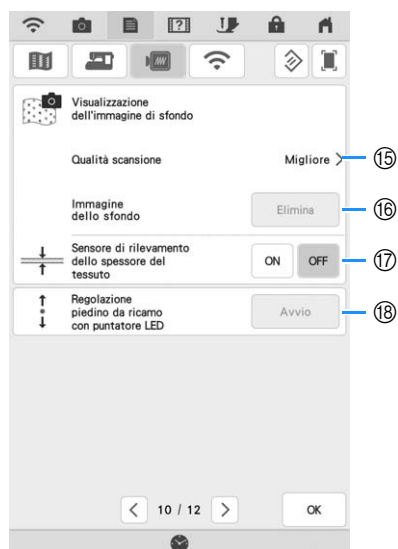 Visualizzazione
dell'immagine di sfondo
Qualità scansione
Migliore >
⑮
Immagine
dello sfondo
Elimina
⑯
Sensore di rilevamento
dello spessore del
tessuto
ON
OFF
⑰
Regolazione
piedino da ricamo
con puntatore LED
Avvio
⑱
< 10 / 12 >
OK